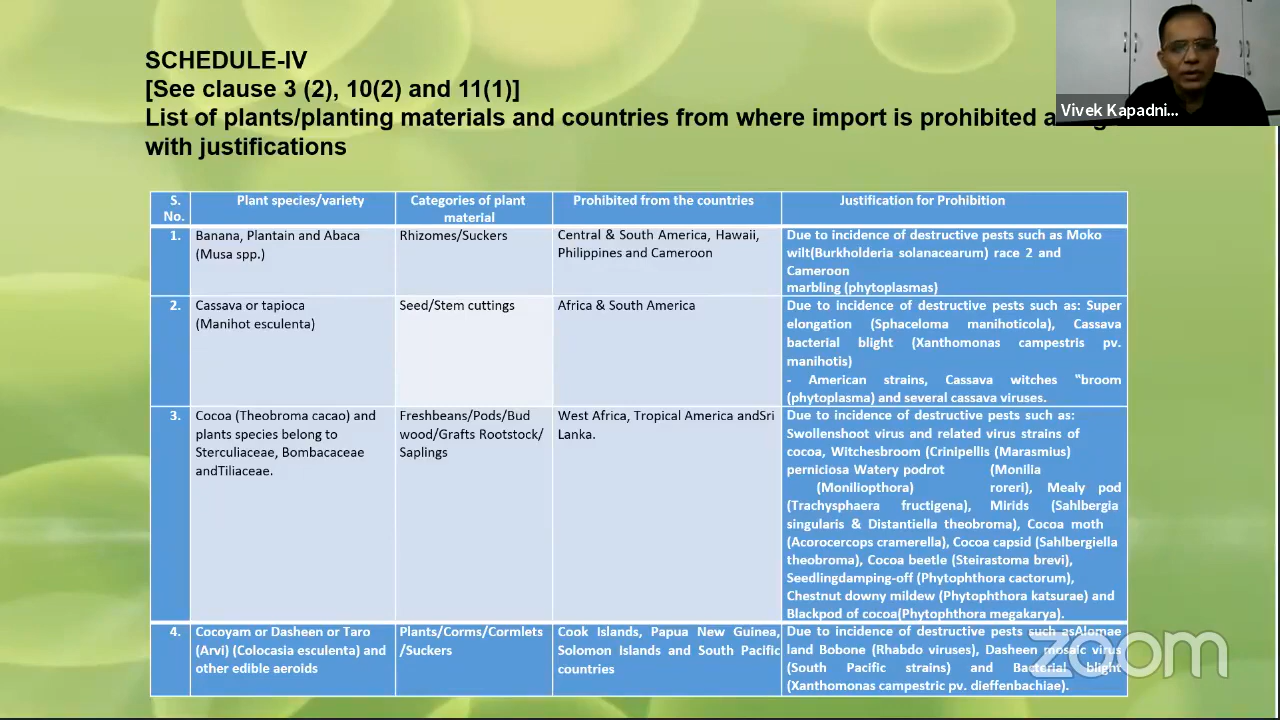 SCHEDULE-IV
[See clause 3 (2), 10(2) and 11(1)]
List of plants/planting materials and countries from where import is prohibited
with justifications
Vivek Kapadni...
S. No. Plant species/variety Categories of plant material Prohibited from the countries Justification for Prohibition
1.
Banana, Plantain and Abaca
(Musa spp.)
Rhizomes/Suckers
Central & South America, Hawaii,
Philippines and Cameroon
Due to incidence of destructive pests such as Moko
wilt(Burkholderia solanacearum) race 2 and
Cameroon
marbling (phytoplasmas)
2.
Cassava or tapioca
(Manihot esculenta)
Seed/Stem cuttings
Africa & South America
Due to incidence of destructive pests such as: Super
elongation (Sphaceloma manihoticola), Cassava
bacterial blight (Xanthomonas campestris pv.
manihotis)
- American strains, Cassava witches "broom
(phytoplasma) and several cassava viruses.
3.
Cocoa (Theobroma cacao) and
plants species belong to
Sterculiaceae, Bombacaceae
andTiliaceae.
Freshbeans/Pods/Bud
wood/Grafts Rootstock/
Saplings
West Africa, Tropical America andSri
Lanka.
Due to incidence of destructive pests such as:
Swollenshoot virus and related virus strains of
cocoa, Witchesbroom (Crinipellis (Marasmius)
perniciosa Watery podrot (Monilia
(Moniliopthora) roreri), Mealy pod
(Trachysphaera fructigena), Mirids (Sahlbergia
singularis & Distantiella theobroma), Cocoa moth
(Acorocercops cramerella), Cocoa capsid (Sahlbergiella
theobroma), Cocoa beetle (Steirastoma brevi),
Seedlingdamping-off (Phytophthora cactorum),
Chestnut downy mildew (Phytophthora katsurae) and
Blackpod of cocoa(Phytophthora megakarya).
4.
Cocoyam or Dasheen or Taro
(Arvi) (Colocasia esculenta) and
other edible aeroids
Plants/Corms/Cormlets
/Suckers
Cook Islands, Papua New Guinea,
Solomon Islands and South Pacific
countries
Due to incidence of destructive pests such asAlomae
land Bobone (Rhabdo viruses), Dasheen mosaic virus
(South Pacific strains) and Bacterial blight
(Xanthomonas campestric pv. dieffenbachiae).
zoom